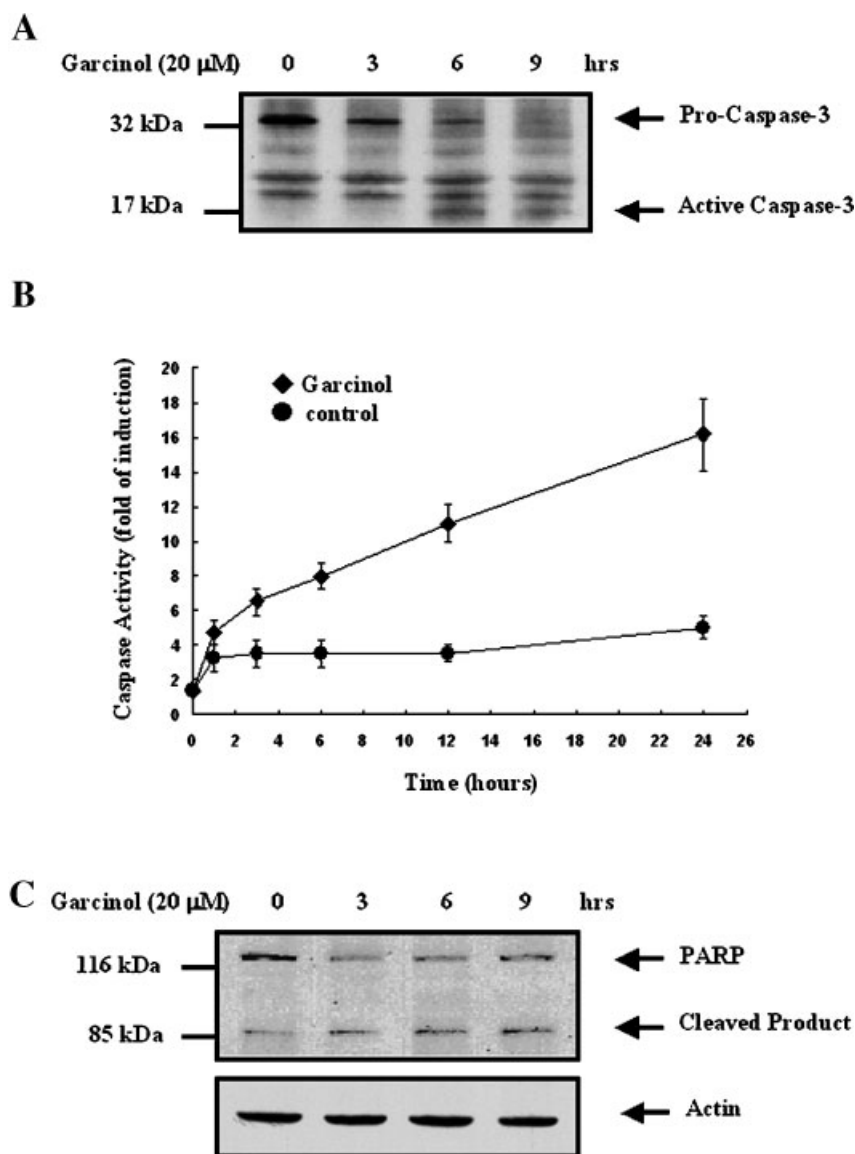 A
Garcinol (20 µM) 0 3 6 9 hrs
32 kDa
Pro-Caspase-3
17 kDa
Active Caspase-3
B
Caspase Activity (fold of induction)
20
18
16
14
12
10
8
6
4
2
0
Garcinol
control
0 2 4 6 8 10 12 14 16 18 20 22 24 26
Time (hours)
C
Garcinol (20 µM) 0 3 6 9 hrs
116 kDa
PARP
85 kDa
Cleaved Product
Actin